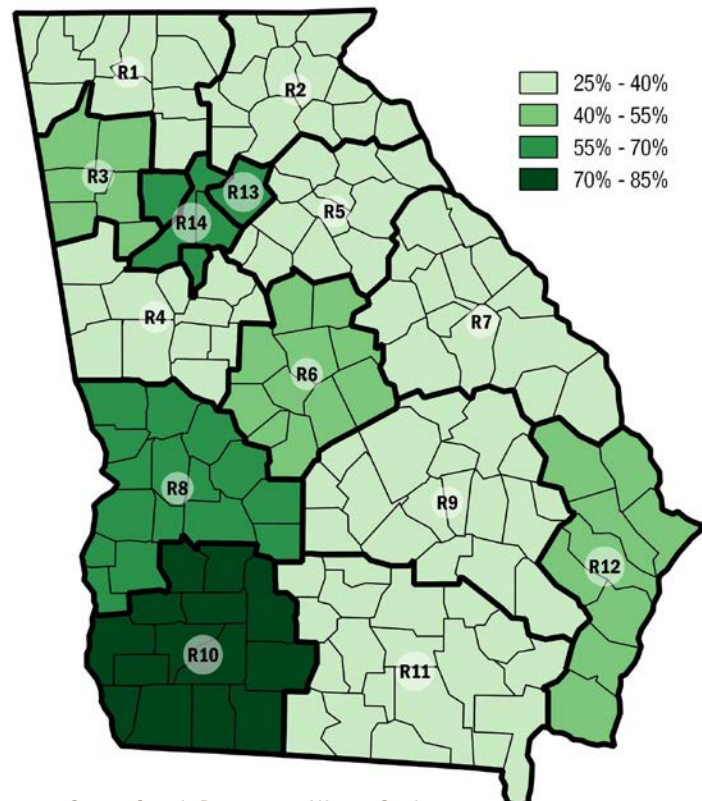 R1
R2
25% - 40%
40% - 55%
55% - 70%
70% - 85%
R3
R13
R14
R5
R4
R7
R6
R8
R9
R12
R10
R11